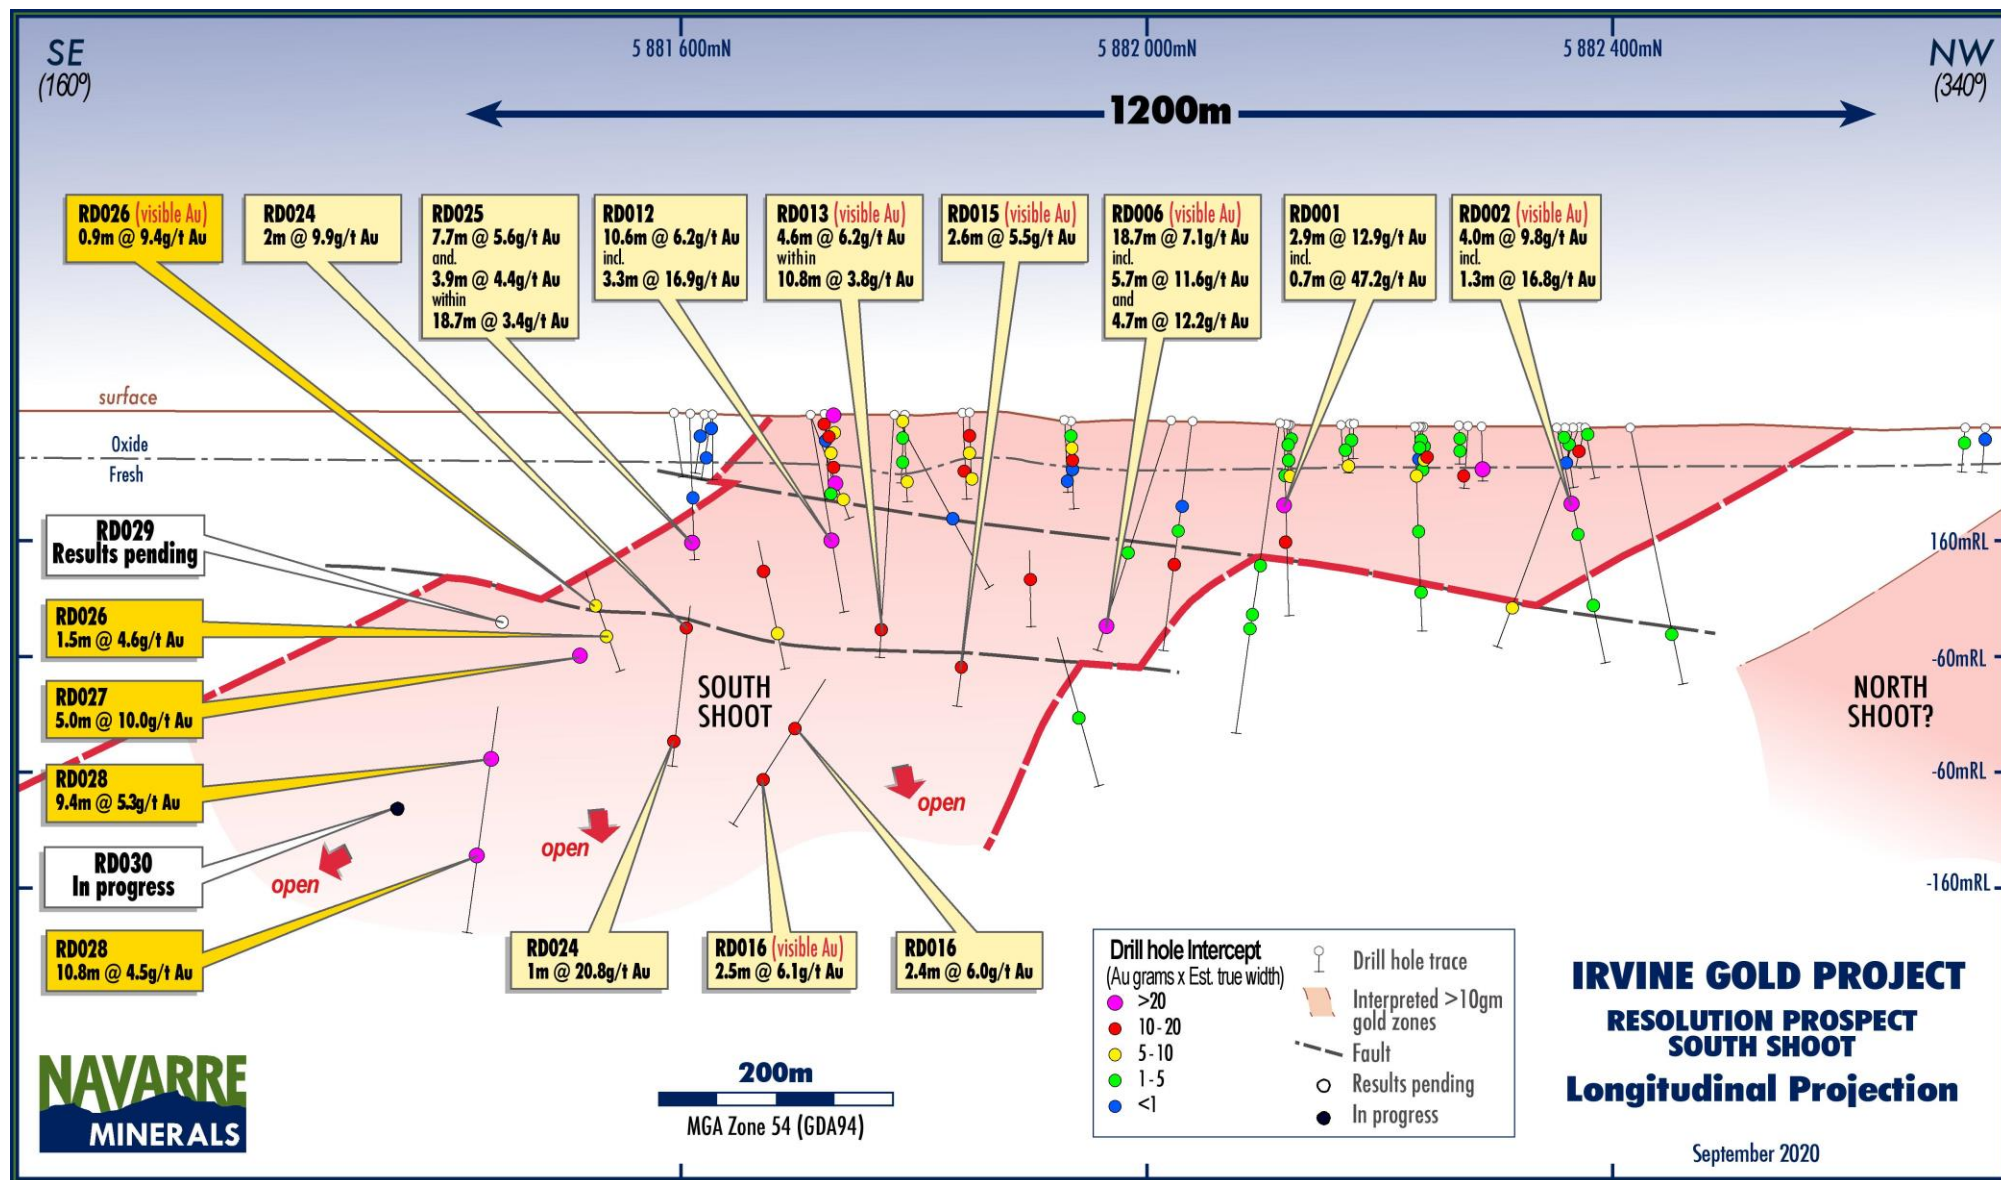 SE
(160º)
5 881 600mN
5 882 000mN
5 882 400mN
NW
(340º)
1200m
RD026 (visible Au)
0.9m @ 9.4g/t Au
RD024
2m @ 9.9g/t Au
RD025
7.7m @ 5.6g/t Au
and.
3.9m @ 4.4g/t Au
within
18.7m @ 3.4g/t Au
RD012
10.6m @ 6.2g/t Au
incl.
3.3m @ 16.9g/t Au
RD013 (visible Au)
4.6m @ 6.2g/t Au
within
10.8m @ 3.8g/t Au
RD015 (visible Au)
2.6m @ 5.5g/t Au
RD006 (visible Au)
18.7m @ 7.1g/t Au
incl.
5.7m @ 11.6g/t Au
and
4.7m @ 12.2g/t Au
RD001
2.9m @ 12.9g/t Au
incl.
0.7m @ 47.2g/t Au
RD002 (visible Au)
4.0m @ 9.8g/t Au
incl.
1.3m @ 16.8g/t Au
surface
Oxide
Fresh
RD029
Results pending
160mRL
RD026
1.5m @ 4.6g/t Au
-60mRL
RD027
5.0m @ 10.0g/t Au
SOUTH
SHOOT
NORTH
SHOOT?
RD028
9.4m @ 5.3g/t Au
-60mRL
open
open
open
RD030
In progress
-160mRL
RD028
10.8m @ 4.5g/t Au
RD024
1m @ 20.8g/t Au
RD016 (visible Au)
2.5m @ 6.1g/t Au
RD016
2.4m @ 6.0g/t Au
Drill hole Intercept
(Au grams x Est. true width)
>20
10-20
5-10
1-5
<1
Drill hole trace
Interpreted >10gm
gold zones
Fault
Results pending
In progress
IRVINE GOLD PROJECT
RESOLUTION PROSPECT
SOUTH SHOOT
Longitudinal Projection
September 2020
NAVARRE
MINERALS
200m
MGA Zone 54 (GDA94)